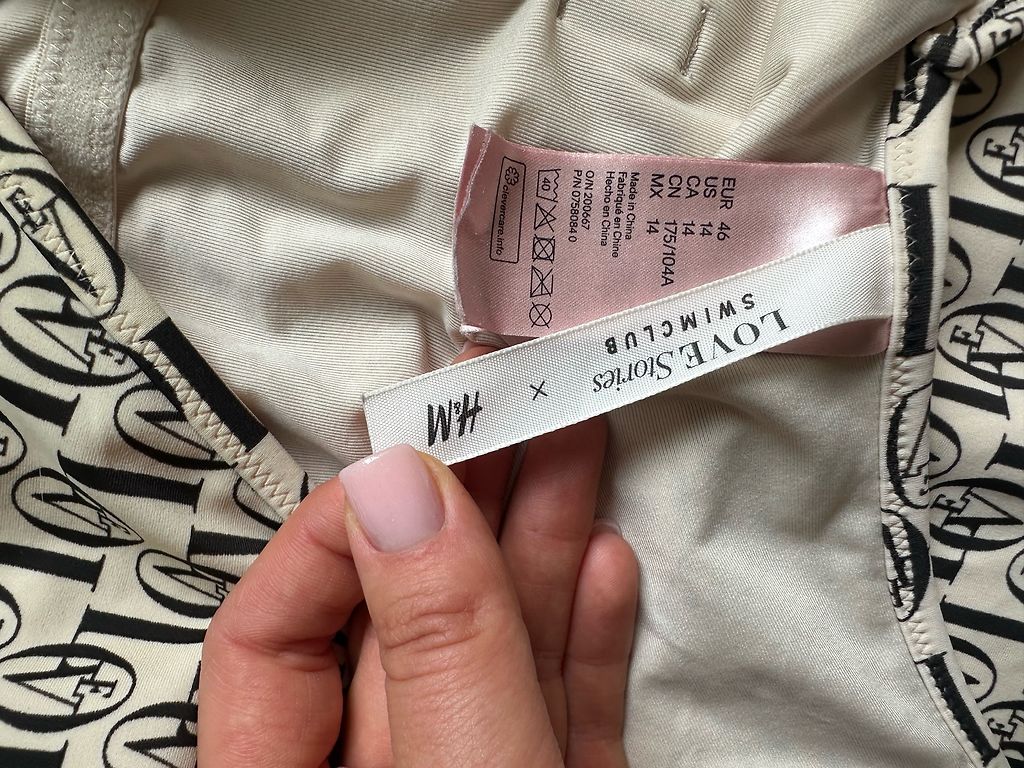 EUR 46
US 14
CA 14
CN 175/104A
MX 14
Made in China
Fabriqué en Chine
Hecho en China
O/N 200667
P/N 0758084 0
40
clevercare.info
LOVE Stories
SWIMCLUB
×
H&M